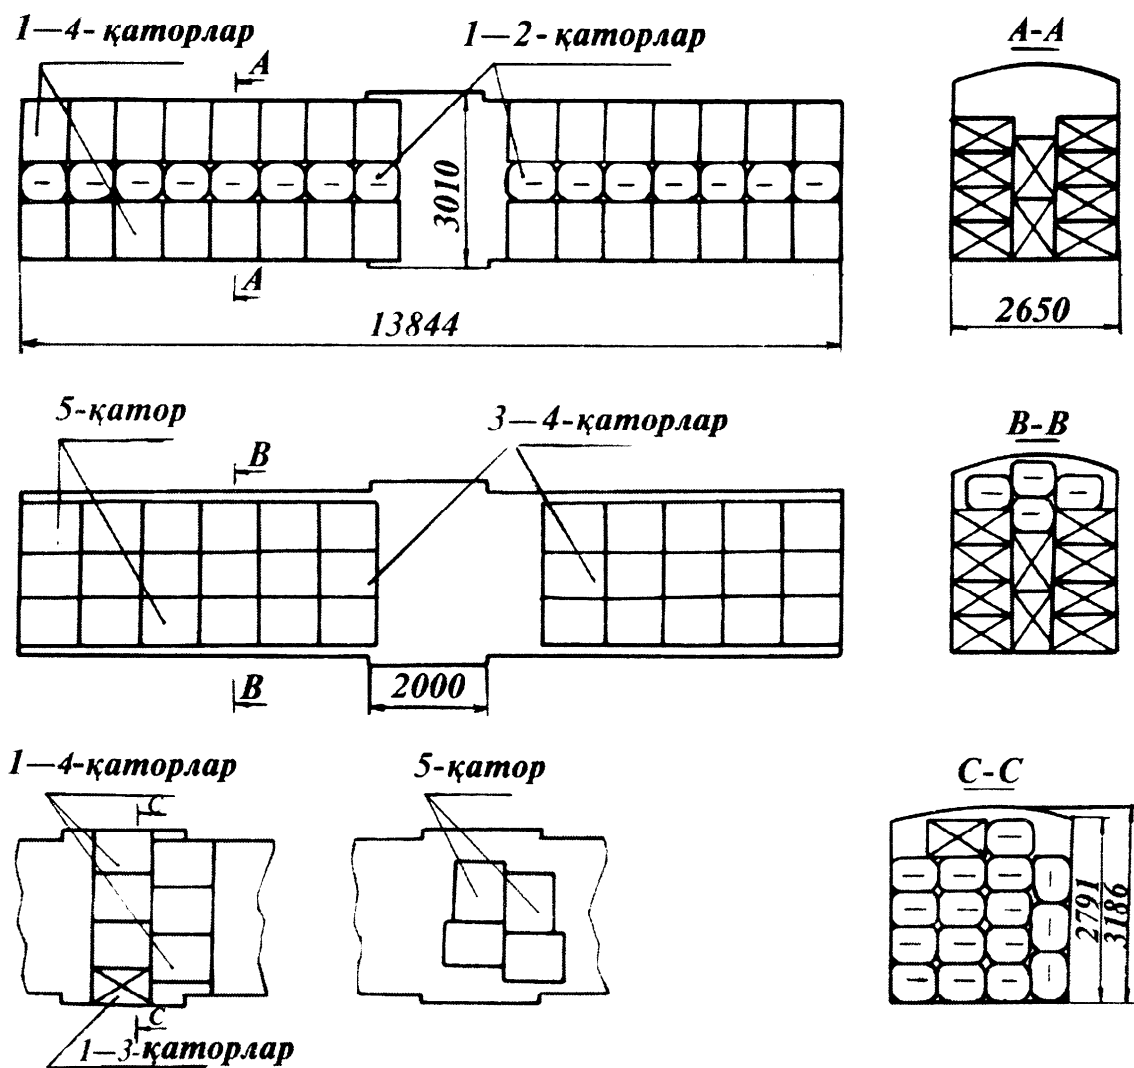 1—4- қаторлар
1—2- қаторлар
А-А
А
3010
А
13844
2650
5-қатор
3—4-қаторлар
В-В
В
В
2000
1—4-қаторлар
5-қатор
С-С
С
2791
3186
С
1—3-қаторлар